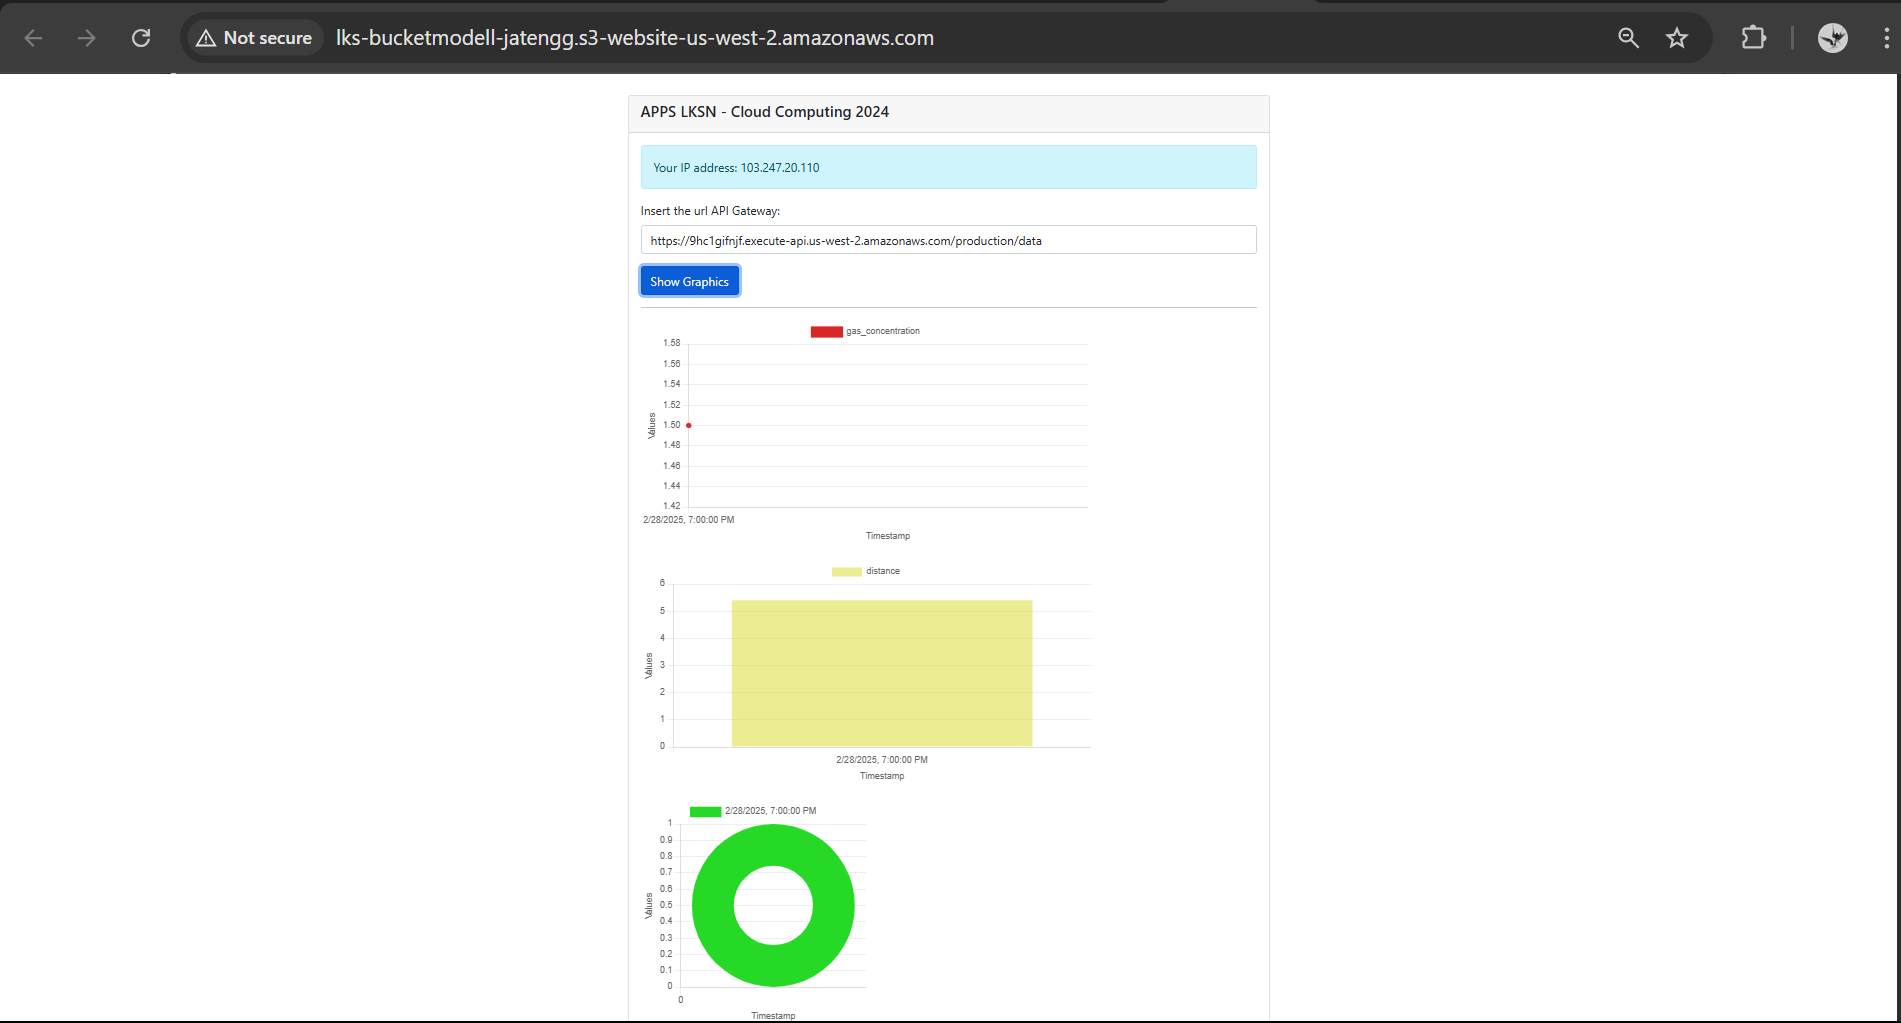 Not secure
lks-bucketmodell-jatengg.s3-website-us-west-2.amazonaws.com
APPS LKSN - Cloud Computing 2024
Your IP address: 103.247.20.110
Insert the url API Gateway:
https://9hc1gifnjf.execute-api.us-west-2.amazonaws.com/production/data
Show Graphics
gas_concentration
1.58
1.56
1.54
1.52
1.50
1.48
1.46
1.44
1.42
Values
2/28/2025, 7:00:00 PM
Timestamp
distance
6
5
4
3
2
1
0
Values
2/28/2025, 7:00:00 PM
Timestamp
2/28/2025, 7:00:00 PM
1
0.9
0.8
0.7
0.6
0.5
0.4
0.3
0.2
0.1
0
Values
0
Timestamp